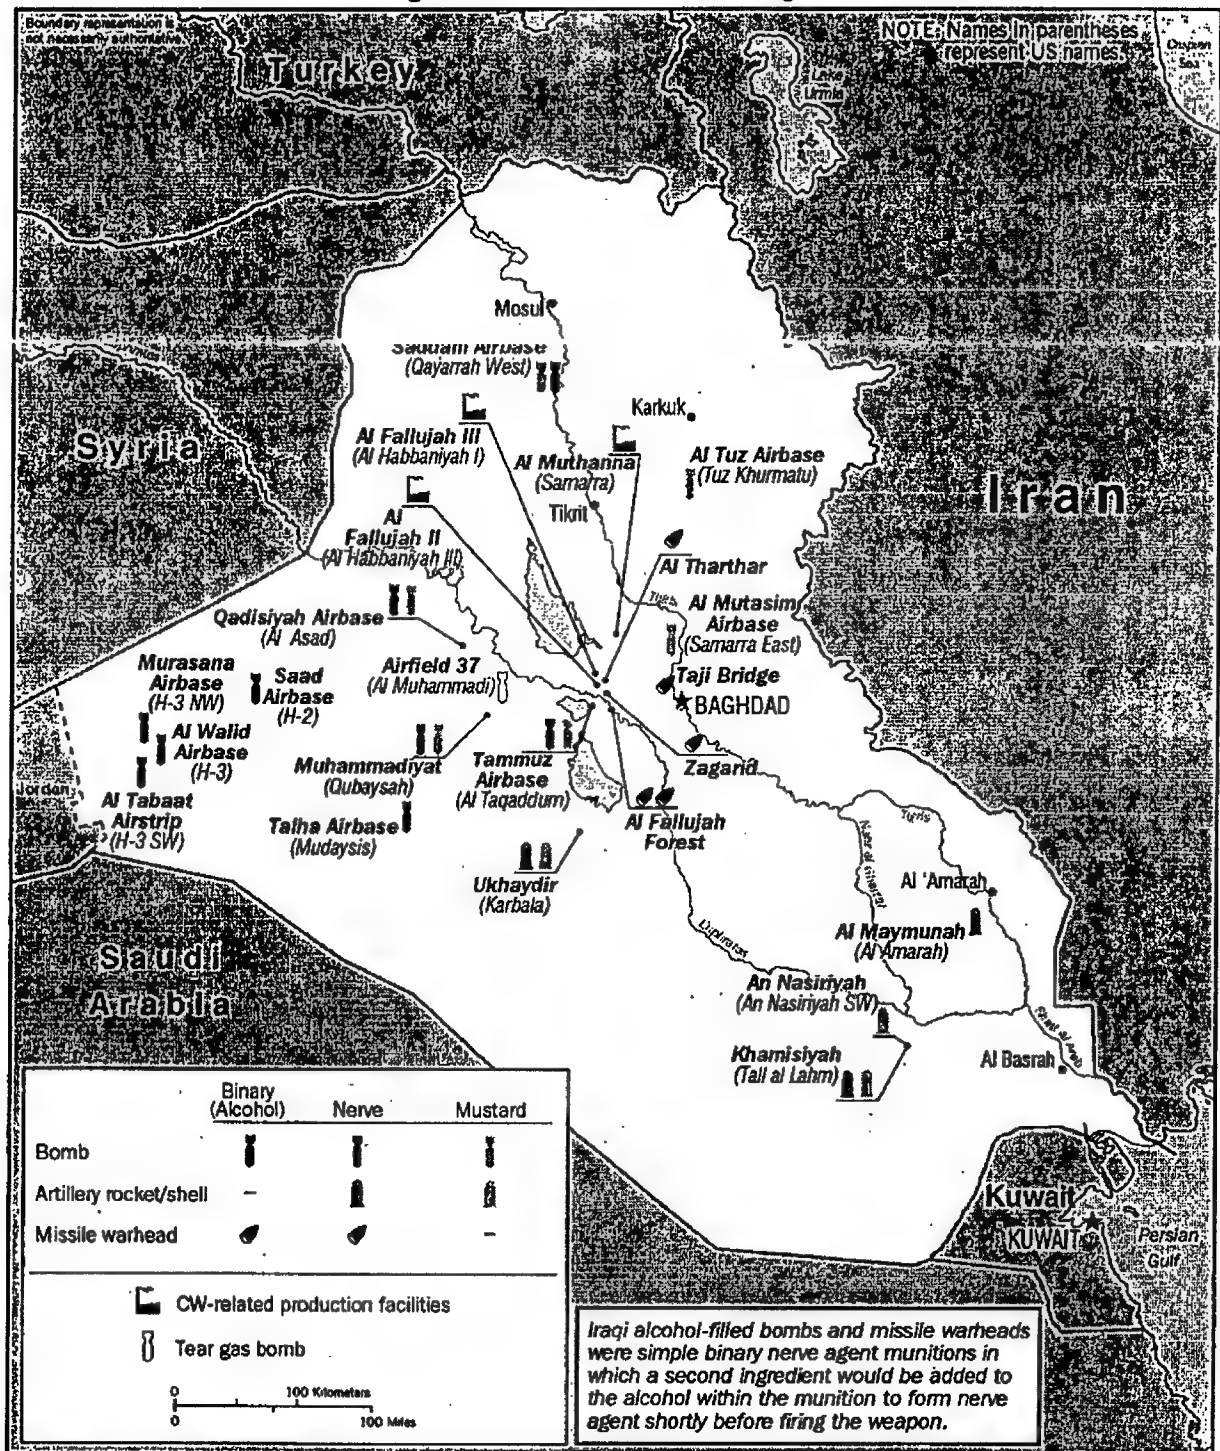 Boundary representation is
not necessarily authoritative.
NOTE: Names in parentheses
represent US names.
Caspian
Sea
Turkey
Lake
Urmia
Mosul
Saddam Airbase
(Qayarrah West)
Karkuk
Syria
Al Fallujah III
(Al Habbaniyah I)
Al Muthanna
(Samarra)
Al Tuz Airbase
(Tuz Khurmatu)
Iran
Tikrit
Al
Fallujah II
(Al Habbaniyah III)
Al Tharthar
Tigris
Qadisiyah Airbase
(Al Asad)
Al Mutasim
Airbase
(Samarra East)
Murasana
Airbase
(H-3 NW)
Saad
Airbase
(H-2)
Airfield 37
(Al Muhammadi)
Taji Bridge
BAGHDAD
Al Walid
Airbase
(H-3)
Muhammadiyat
(Qubaysah)
Tammuz
Airbase
(Al Taqaddum)
Zagarid
Jordan
Al Tabaat
Airstrip
(H-3 SW)
Talha Airbase
(Mudaysis)
Al Fallujah
Forest
Tigris
Ukhaydir
(Karbala)
Al 'Amarah
Al Maymunah
(Al Amarah)
Euphrates
Saudi
Arabia
An Nasiriyah
(An Nasiriyah SW)
Shatt al Arab
Khamisiyah
(Tall al Lahm)
Al Basrah
Binary
(Alcohol) Nerve Mustard
Bomb
Artillery rocket/shell –
Missile warhead –
CW-related production facilities
Tear gas bomb
0 100 Kilometers
0 100 Miles
Kuwait
KUWAIT
Persian
Gulf
Iraqi alcohol-filled bombs and missile warheads
were simple binary nerve agent munitions in
which a second ingredient would be added to
the alcohol within the munition to form nerve
agent shortly before firing the weapon.